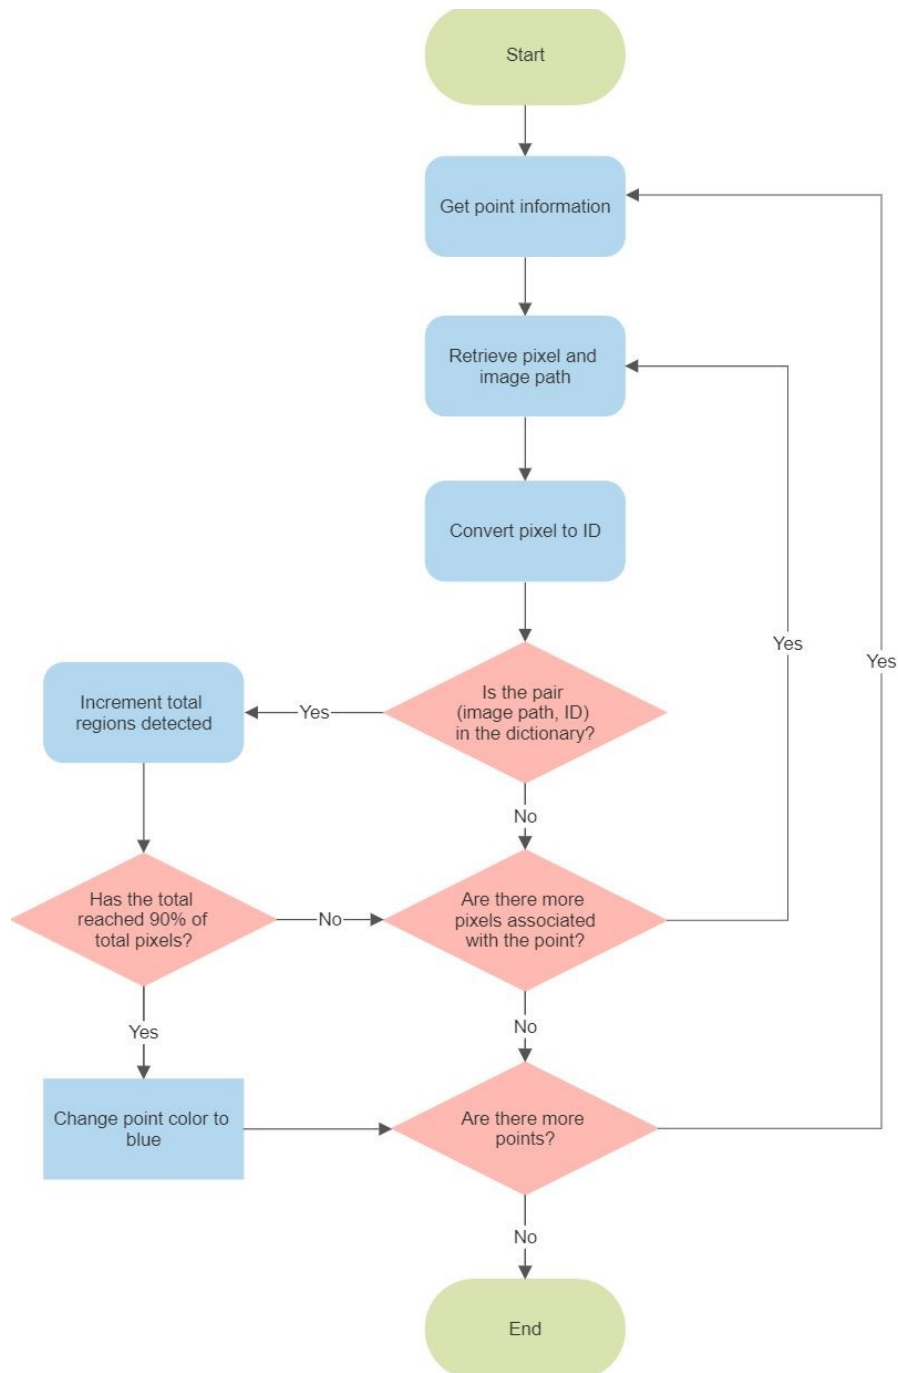 Start
Get point information
Retrieve pixel and
image path
Convert pixel to ID
Is the pair
(image path, ID)
in the dictionary?
Yes
Increment total
regions detected
No
Yes
Yes
Has the total
reached 90% of
total pixels?
No
Are there more
pixels associated
with the point?
Yes
No
Change point color to
blue
Are there more
points?
No
End